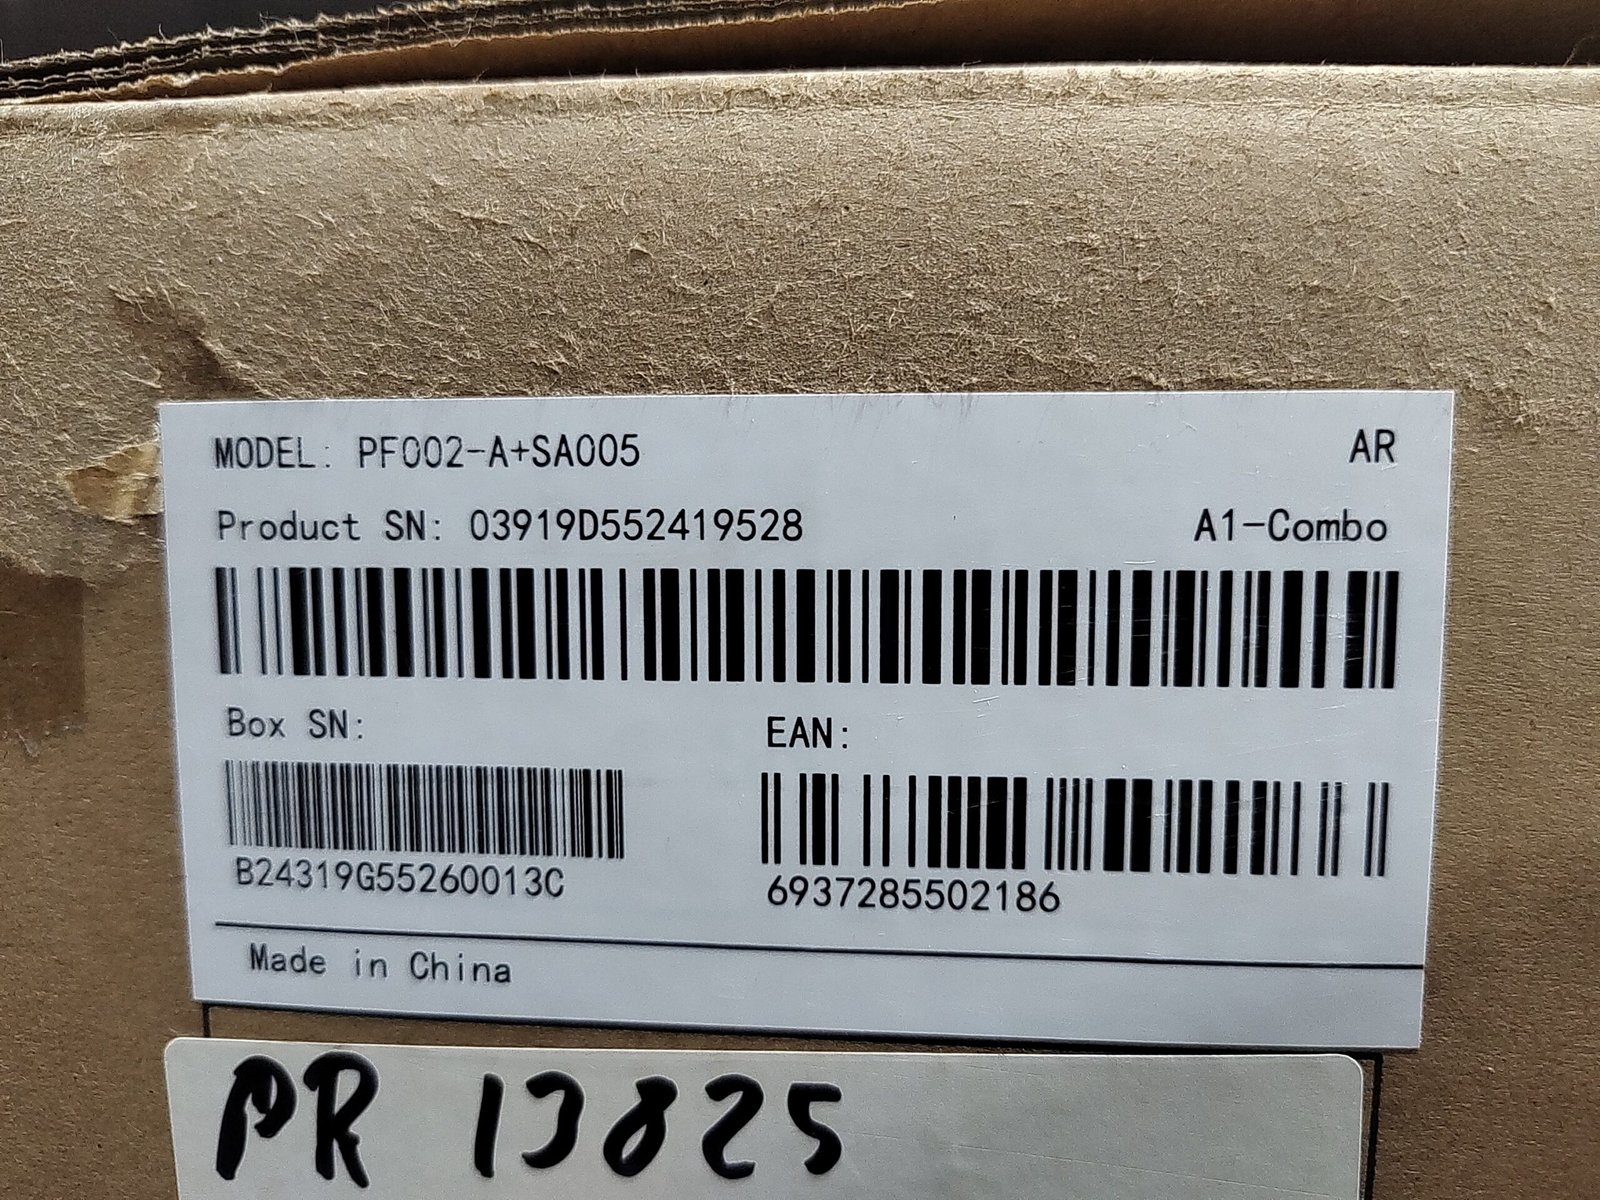 MODEL: PF002-A+SA005 AR
Product SN: 03919D552419528 A1-Combo
Box SN: EAN:
B24319G55260013C 6937285502186
Made in China
PR 13825